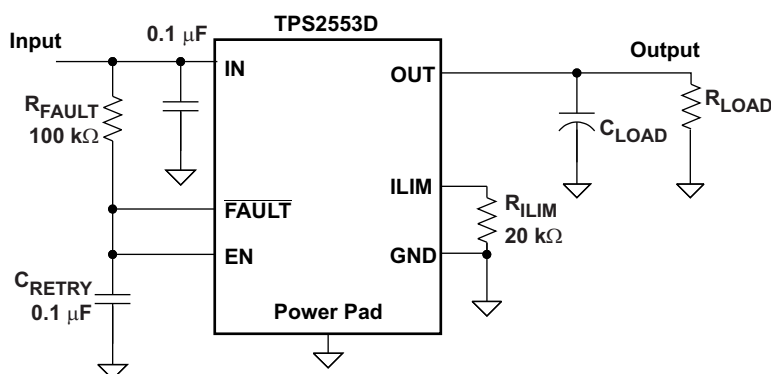 TPS2553D
Input
0.1 μF
IN
OUT
Output
RFAULT
100 kΩ
CLOAD
RLOAD
FAULT
ILIM
RILIM
20 kΩ
EN
GND
CRETRY
0.1 μF
Power Pad